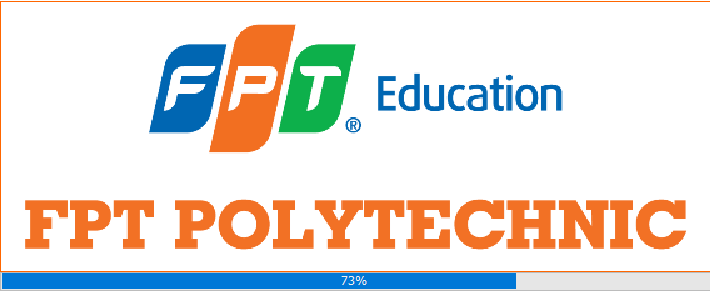 FPT® Education
FPT POLYTECHNIC
73%